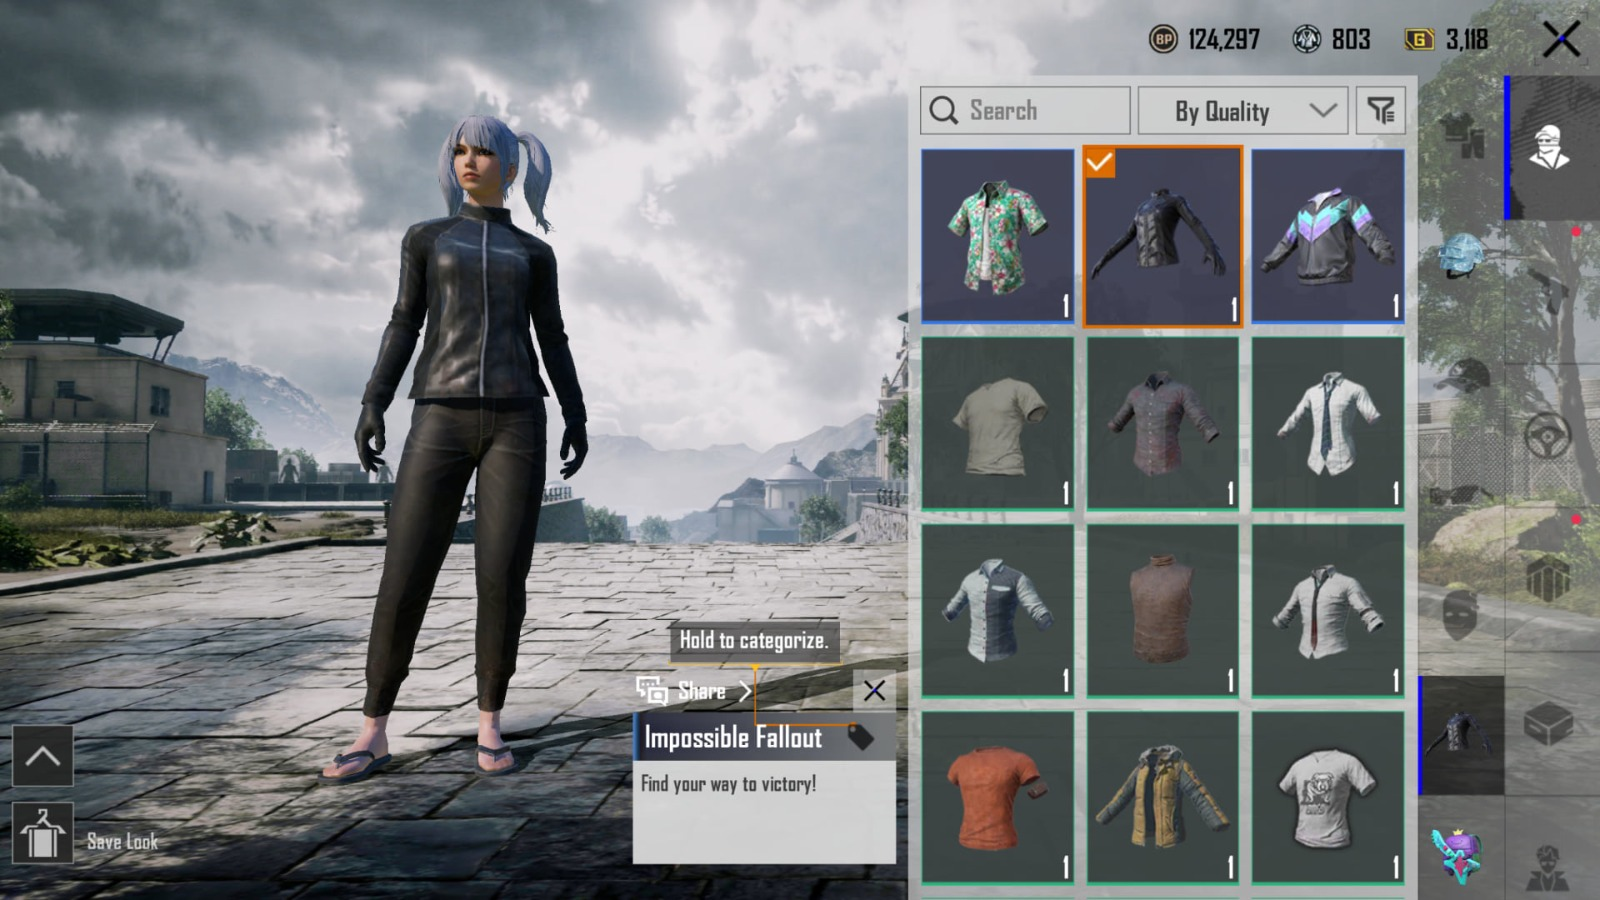 BP 124,297 803 G 3,118
Search
By Quality
1
1
1
1
1
1
1
1
1
1
1
1
Hold to categorize.
Share
Impossible Fallout
Find your way to victory!
Save Look